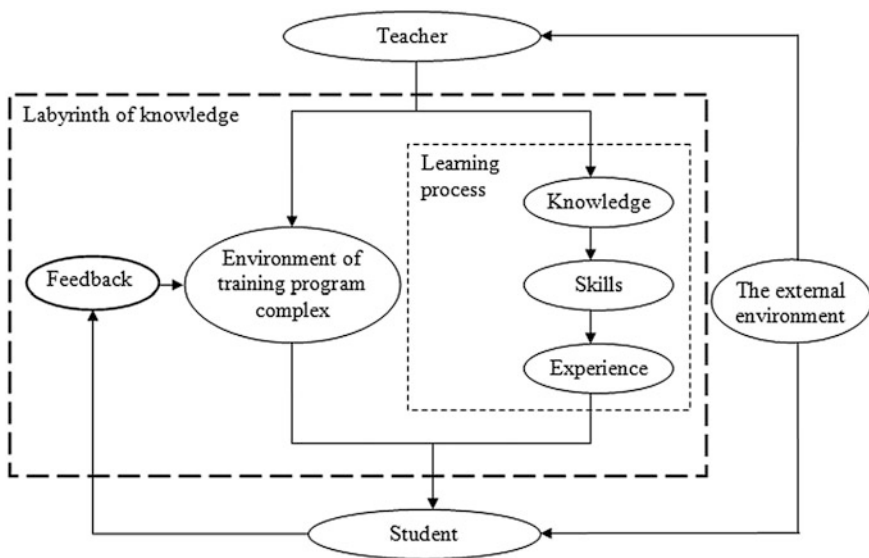 Teacher
Labyrinth of knowledge
Learning
process
Knowledge
Feedback
Environment of
training program
complex
Skills
The external
environment
Experience
Student